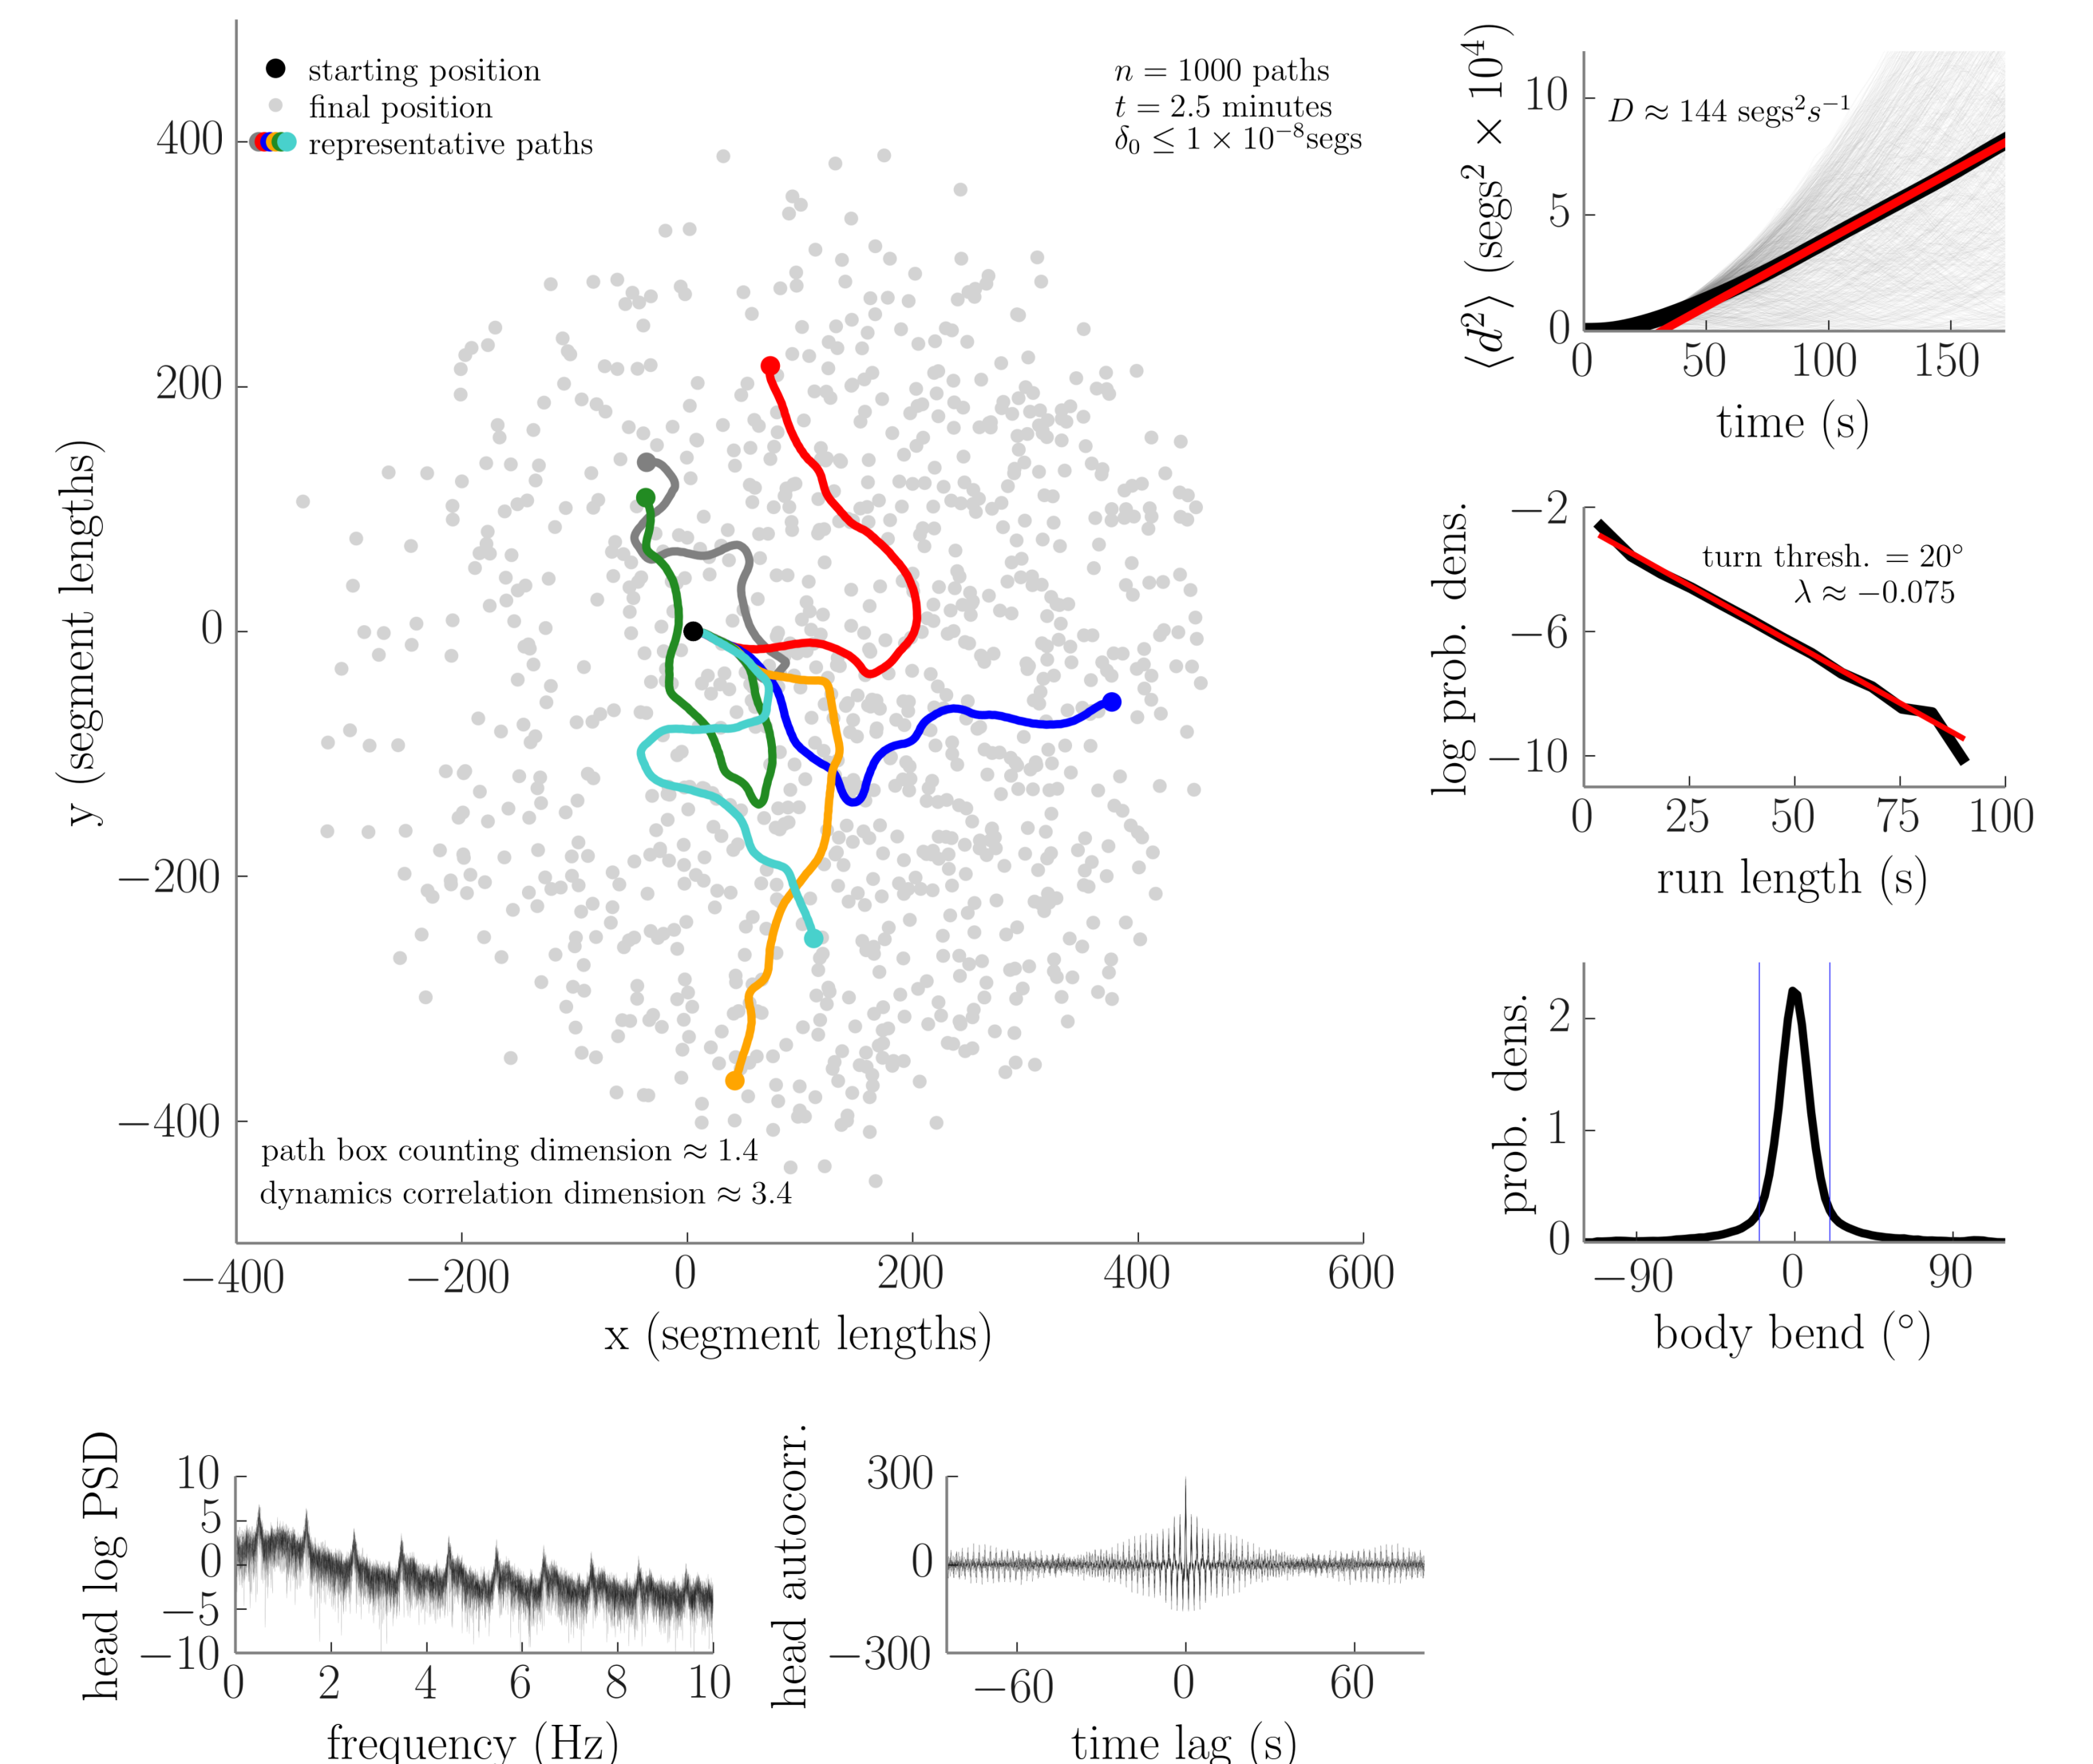 starting position
final position
representative paths
n = 1000 paths
t = 2.5 minutes
δ₀ ≤ 1 × 10⁻⁸segs
400
200
0
−200
−400
y (segment lengths)
path box counting dimension ≈ 1.4
dynamics correlation dimension ≈ 3.4
−400 −200 0 200 400 600
x (segment lengths)
⟨d²⟩ (segs² × 10⁴)
10
5
0
D ≈ 144 segs²s⁻¹
0 50 100 150
time (s)
log prob. dens.
−2
−6
−10
turn thresh. = 20°
λ ≈ −0.075
0 25 50 75 100
run length (s)
prob. dens.
2
1
0
−90 0 90
body bend (°)
head log PSD
10
5
0
−5
−10
0 2 4 6 8 10
frequency (Hz)
head autocorr.
300
0
−300
−60 0 60
time lag (s)